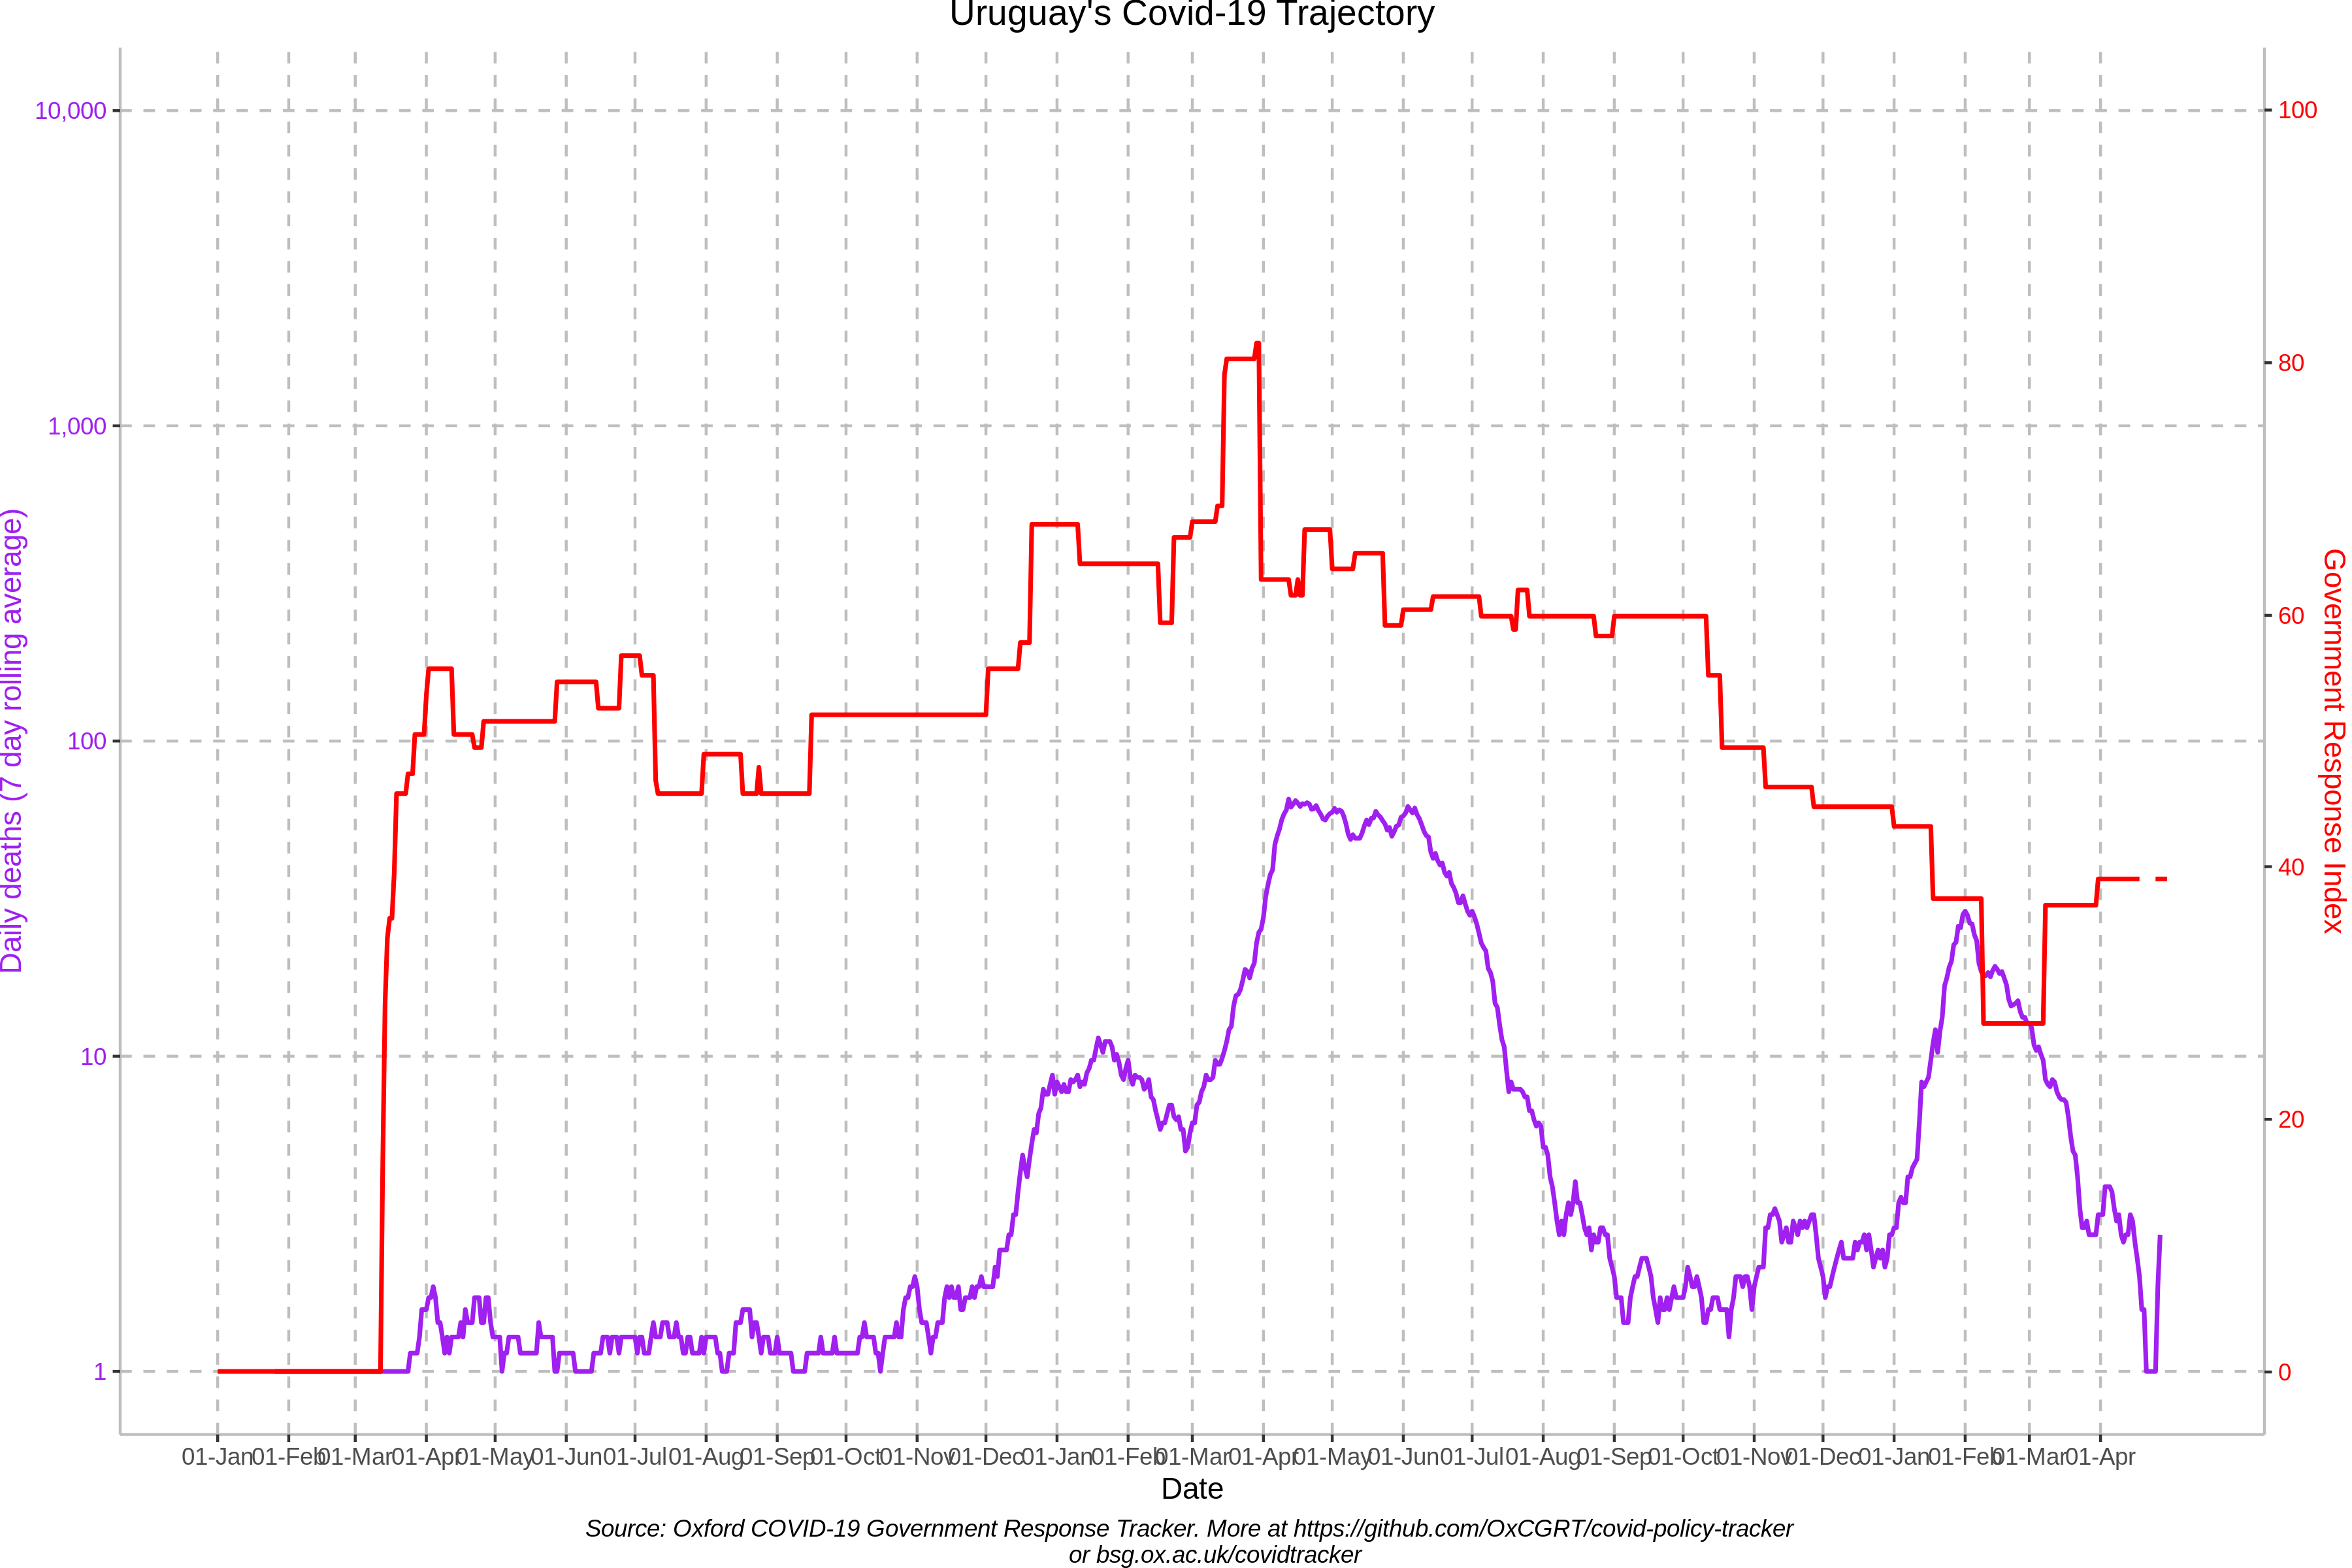 Uruguay's Covid-19 Trajectory
10,000
1,000
100
10
1
Daily deaths (7 day rolling average)
100
80
60
40
20
0
Government Response Index
01-Jan 01-Feb 01-Mar 01-Apr 01-May 01-Jun 01-Jul 01-Aug 01-Sep 01-Oct 01-Nov 01-Dec 01-Jan 01-Feb 01-Mar 01-Apr 01-May 01-Jun 01-Jul 01-Aug 01-Sep 01-Oct 01-Nov 01-Dec 01-Jan 01-Feb 01-Mar 01-Apr
Date
Source: Oxford COVID-19 Government Response Tracker. More at https://github.com/OxCGRT/covid-policy-tracker
or bsg.ox.ac.uk/covidtracker